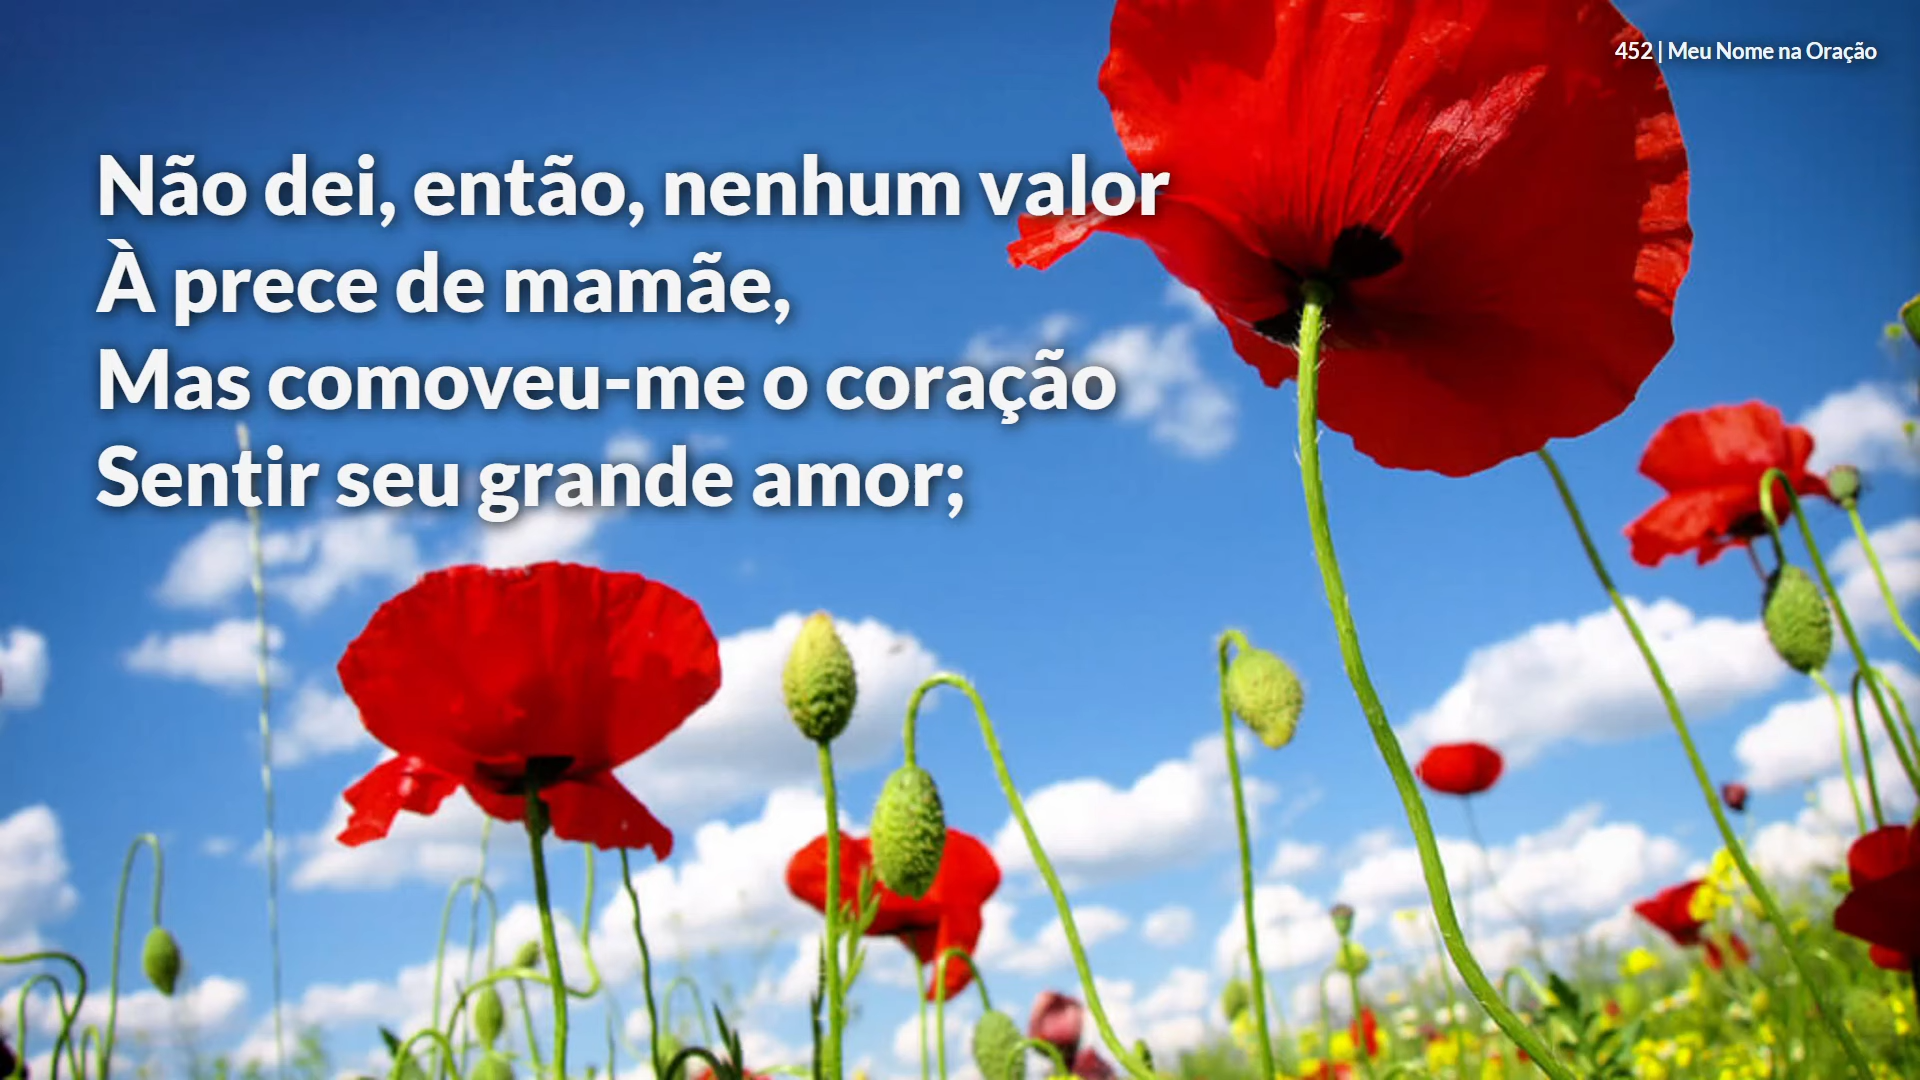 452 | Meu Nome na Oração
Não dei, então, nenhum valor
À prece de mamãe,
Mas comoveu-me o coração
Sentir seu grande amor;